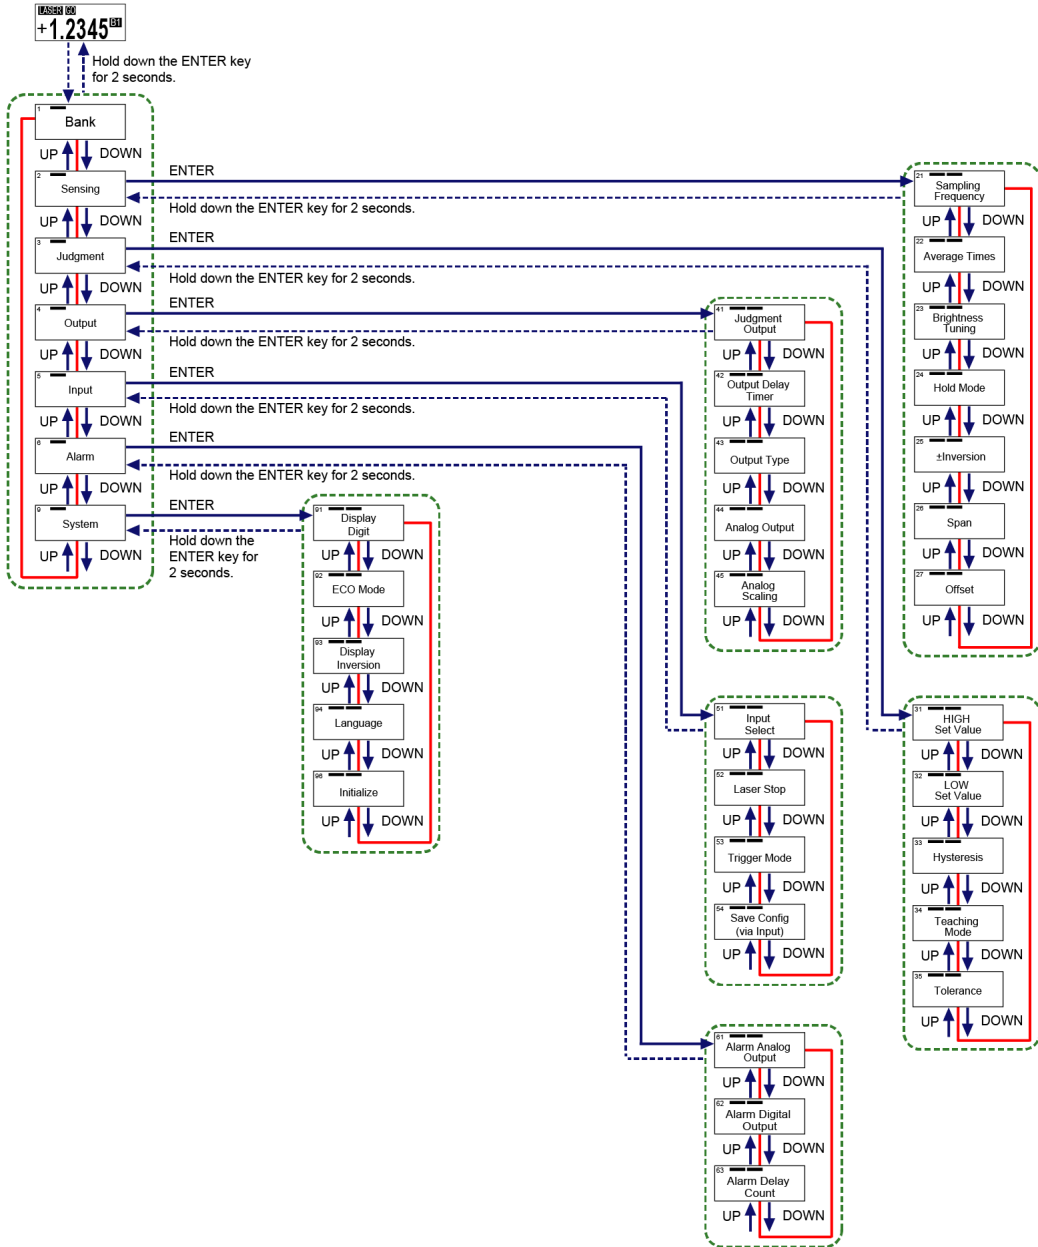 LASER GO
+1.2345 B1
Hold down the ENTER key
for 2 seconds.
1
Bank
UP DOWN
2
Sensing
UP DOWN
3
Judgment
UP DOWN
4
Output
UP DOWN
5
Input
UP DOWN
6
Alarm
UP DOWN
9
System
UP DOWN
ENTER
Hold down the ENTER key for 2 seconds.
ENTER
Hold down the ENTER key for 2 seconds.
ENTER
Hold down the ENTER key for 2 seconds.
ENTER
Hold down the ENTER key for 2 seconds.
ENTER
Hold down the ENTER key for 2 seconds.
ENTER
Hold down the
ENTER key for
2 seconds.
91
Display
Digit
UP DOWN
92
ECO Mode
UP DOWN
93
Display
Inversion
UP DOWN
94
Language
UP DOWN
96
Initialize
UP DOWN
41
Judgment
Output
UP DOWN
42
Output Delay
Timer
UP DOWN
43
Output Type
UP DOWN
44
Analog Output
UP DOWN
45
Analog
Scaling
UP DOWN
51
Input
Select
UP DOWN
52
Laser Stop
UP DOWN
53
Trigger Mode
UP DOWN
54
Save Config
(via Input)
UP DOWN
61
Alarm Analog
Output
UP DOWN
62
Alarm Digital
Output
UP DOWN
63
Alarm Delay
Count
UP DOWN
21
Sampling
Frequency
UP DOWN
22
Average Times
UP DOWN
23
Brightness
Tuning
UP DOWN
24
Hold Mode
UP DOWN
25
±Inversion
UP DOWN
26
Span
UP DOWN
27
Offset
UP DOWN
31
HIGH
Set Value
UP DOWN
32
LOW
Set Value
UP DOWN
33
Hysteresis
UP DOWN
34
Teaching
Mode
UP DOWN
35
Tolerance
UP DOWN